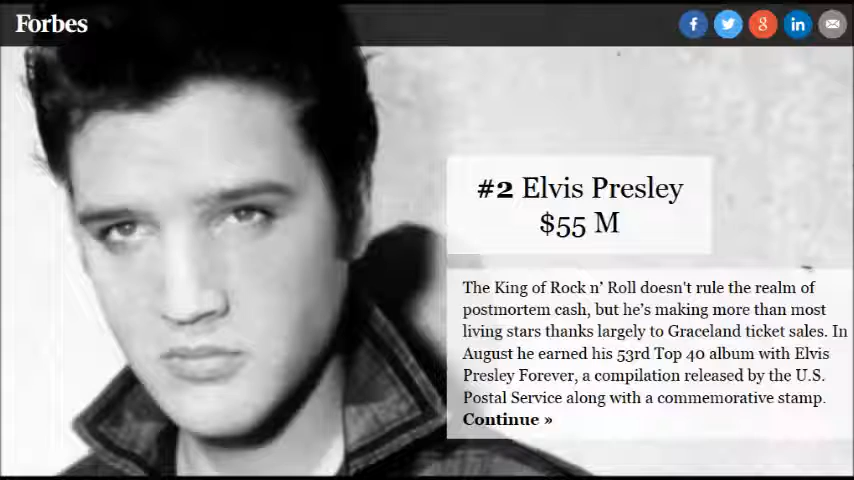 Forbes
#2 Elvis Presley
$55 M
The King of Rock n’ Roll doesn't rule the realm of
postmortem cash, but he’s making more than most
living stars thanks largely to Graceland ticket sales. In
August he earned his 53rd Top 40 album with Elvis
Presley Forever, a compilation released by the U.S.
Postal Service along with a commemorative stamp.
Continue »